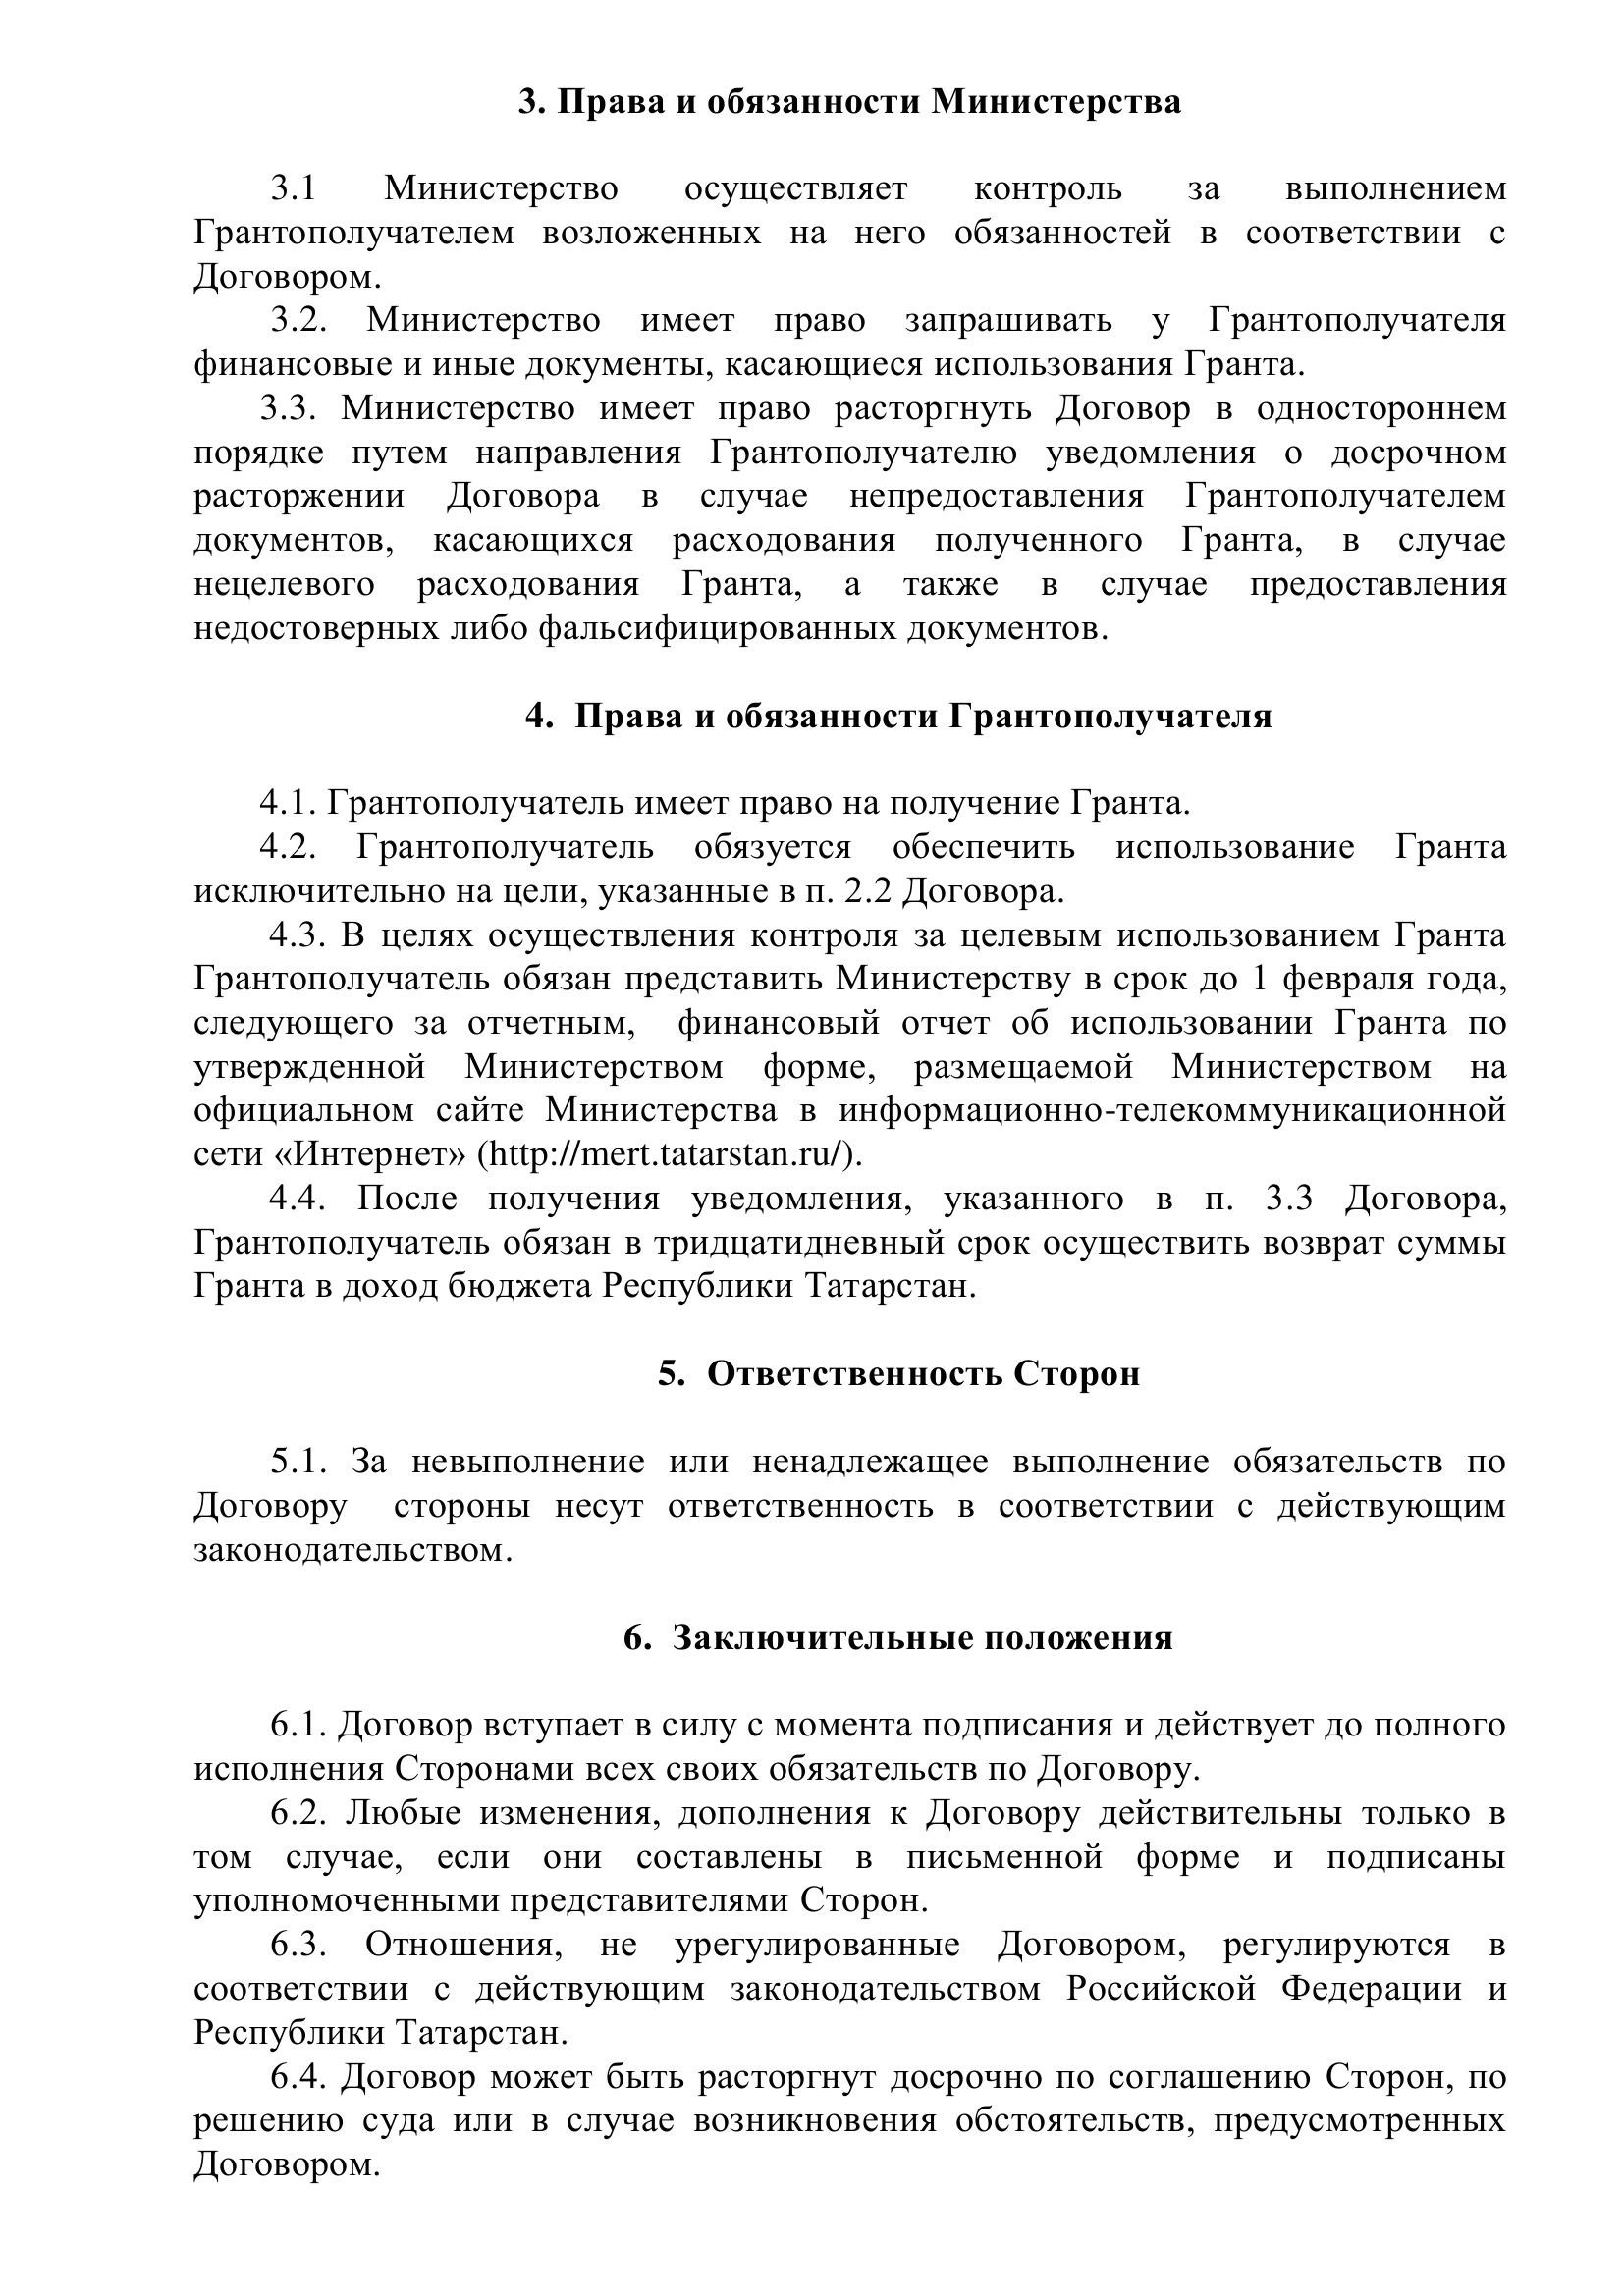 3. Права и обязанности Министерства
3.1 Министерство осуществляет контроль за выполнением
Грантополучателем возложенных на него обязанностей в соответствии с
Договором.
3.2. Министерство имеет право запрашивать у Грантополучателя
финансовые и иные документы, касающиеся использования Гранта.
3.3. Министерство имеет право расторгнуть Договор в одностороннем
порядке путем направления Грантополучателю уведомления о досрочном
расторжении Договора в случае непредоставления Грантополучателем
документов, касающихся расходования полученного Гранта, в случае
нецелевого расходования Гранта, а также в случае предоставления
недостоверных либо фальсифицированных документов.
4. Права и обязанности Грантополучателя
4.1. Грантополучатель имеет право на получение Гранта.
4.2. Грантополучатель обязуется обеспечить использование Гранта
исключительно на цели, указанные в п. 2.2 Договора.
4.3. В целях осуществления контроля за целевым использованием Гранта
Грантополучатель обязан представить Министерству в срок до 1 февраля года,
следующего за отчетным, финансовый отчет об использовании Гранта по
утвержденной Министерством форме, размещаемой Министерством на
официальном сайте Министерства в информационно-телекоммуникационной
сети «Интернет» (http://mert.tatarstan.ru/).
4.4. После получения уведомления, указанного в п. 3.3 Договора,
Грантополучатель обязан в тридцатидневный срок осуществить возврат суммы
Гранта в доход бюджета Республики Татарстан.
5. Ответственность Сторон
5.1. За невыполнение или ненадлежащее выполнение обязательств по
Договору стороны несут ответственность в соответствии с действующим
законодательством.
6. Заключительные положения
6.1. Договор вступает в силу с момента подписания и действует до полного
исполнения Сторонами всех своих обязательств по Договору.
6.2. Любые изменения, дополнения к Договору действительны только в
том случае, если они составлены в письменной форме и подписаны
уполномоченными представителями Сторон.
6.3. Отношения, не урегулированные Договором, регулируются в
соответствии с действующим законодательством Российской Федерации и
Республики Татарстан.
6.4. Договор может быть расторгнут досрочно по соглашению Сторон, по
решению суда или в случае возникновения обстоятельств, предусмотренных
Договором.